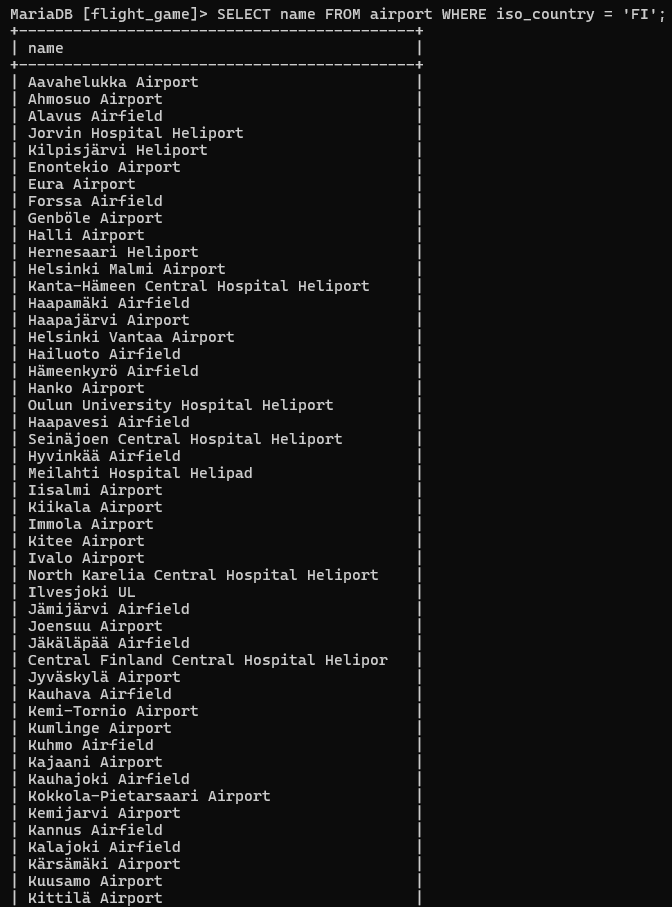 MariaDB [flight_game]> SELECT name FROM airport WHERE iso_country = 'FI';
+--------------------------------------------+
| name                                       |
+--------------------------------------------+
| Aavahelukka Airport                        |
| Ahmosuo Airport                            |
| Alavus Airfield                            |
| Jorvin Hospital Heliport                   |
| Kilpisjärvi Heliport                       |
| Enontekio Airport                          |
| Eura Airport                               |
| Forssa Airfield                            |
| Genböle Airport                            |
| Halli Airport                              |
| Hernesaari Heliport                        |
| Helsinki Malmi Airport                     |
| Kanta-Hämeen Central Hospital Heliport     |
| Haapamäki Airfield                         |
| Haapajärvi Airport                         |
| Helsinki Vantaa Airport                    |
| Hailuoto Airfield                          |
| Hämeenkyrö Airfield                        |
| Hanko Airport                              |
| Oulun University Hospital Heliport         |
| Haapavesi Airfield                         |
| Seinäjoen Central Hospital Heliport        |
| Hyvinkää Airfield                          |
| Meilahti Hospital Helipad                  |
| Iisalmi Airport                            |
| Kiikala Airport                            |
| Immola Airport                             |
| Kitee Airport                              |
| Ivalo Airport                              |
| North Karelia Central Hospital Heliport    |
| Ilvesjoki UL                               |
| Jämijärvi Airfield                         |
| Joensuu Airport                            |
| Jäkäläpää Airfield                         |
| Central Finland Central Hospital Helipor   |
| Jyväskylä Airport                          |
| Kauhava Airfield                           |
| Kemi-Tornio Airport                        |
| Kumlinge Airport                           |
| Kuhmo Airfield                             |
| Kajaani Airport                            |
| Kauhajoki Airfield                         |
| Kokkola-Pietarsaari Airport                |
| Kemijarvi Airport                          |
| Kannus Airfield                            |
| Kalajoki Airfield                          |
| Kärsämäki Airport                          |
| Kuusamo Airport                            |
| Kittilä Airport                            |